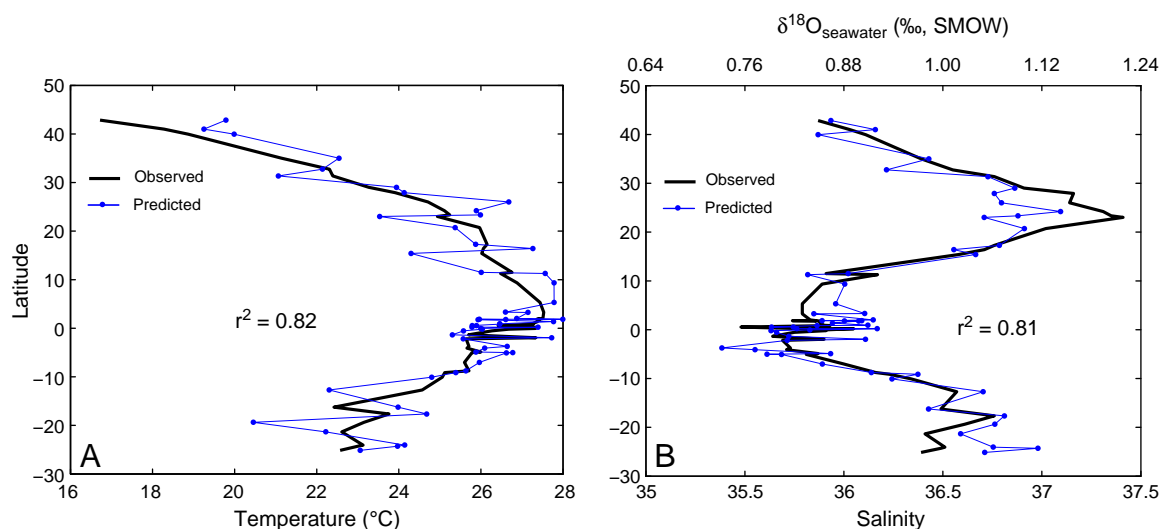 δ18Oseawater (‰, SMOW)
0.64 0.76 0.88 1.00 1.12 1.24
50
40
30
20
10
0
−10
−20
−30
Latitude
Observed
Predicted
r2 = 0.82
A
16 18 20 22 24 26 28
Temperature (°C)
50
40
30
20
10
0
−10
−20
−30
Observed
Predicted
r2 = 0.81
B
35 35.5 36 36.5 37 37.5
Salinity